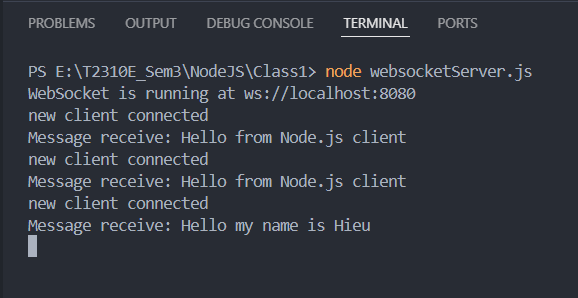 PROBLEMS OUTPUT DEBUG CONSOLE TERMINAL PORTS
PS E:\T2310E_Sem3\NodeJS\Class1> node websocketServer.js
WebSocket is running at ws://localhost:8080
new client connected
Message receive: Hello from Node.js client
new client connected
Message receive: Hello from Node.js client
new client connected
Message receive: Hello my name is Hieu